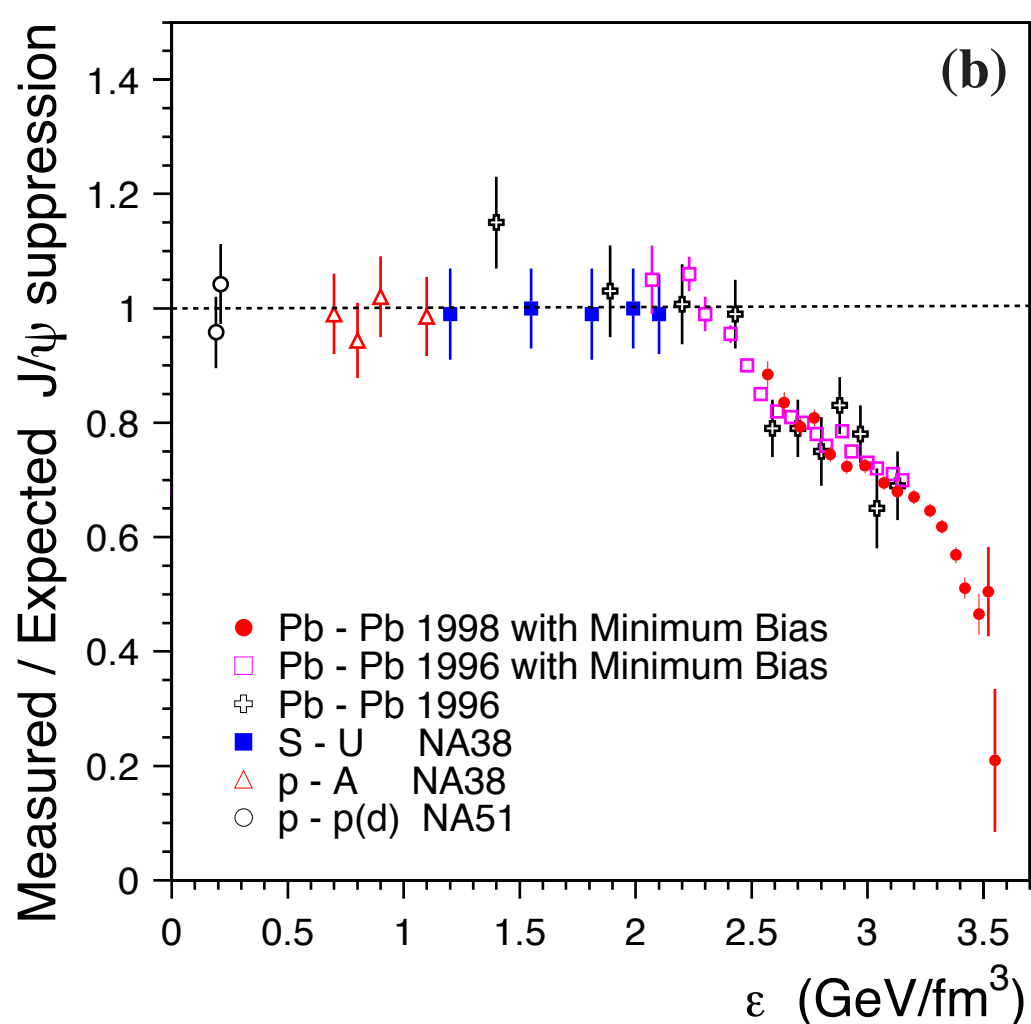 (b)
Measured / Expected J/ψ suppression
1.4
1.2
1
0.8
0.6
0.4
0.2
0
Pb - Pb 1998 with Minimum Bias
Pb - Pb 1996 with Minimum Bias
Pb - Pb 1996
S - U NA38
p - A NA38
p - p(d) NA51
0 0.5 1 1.5 2 2.5 3 3.5
ε (GeV/fm³)